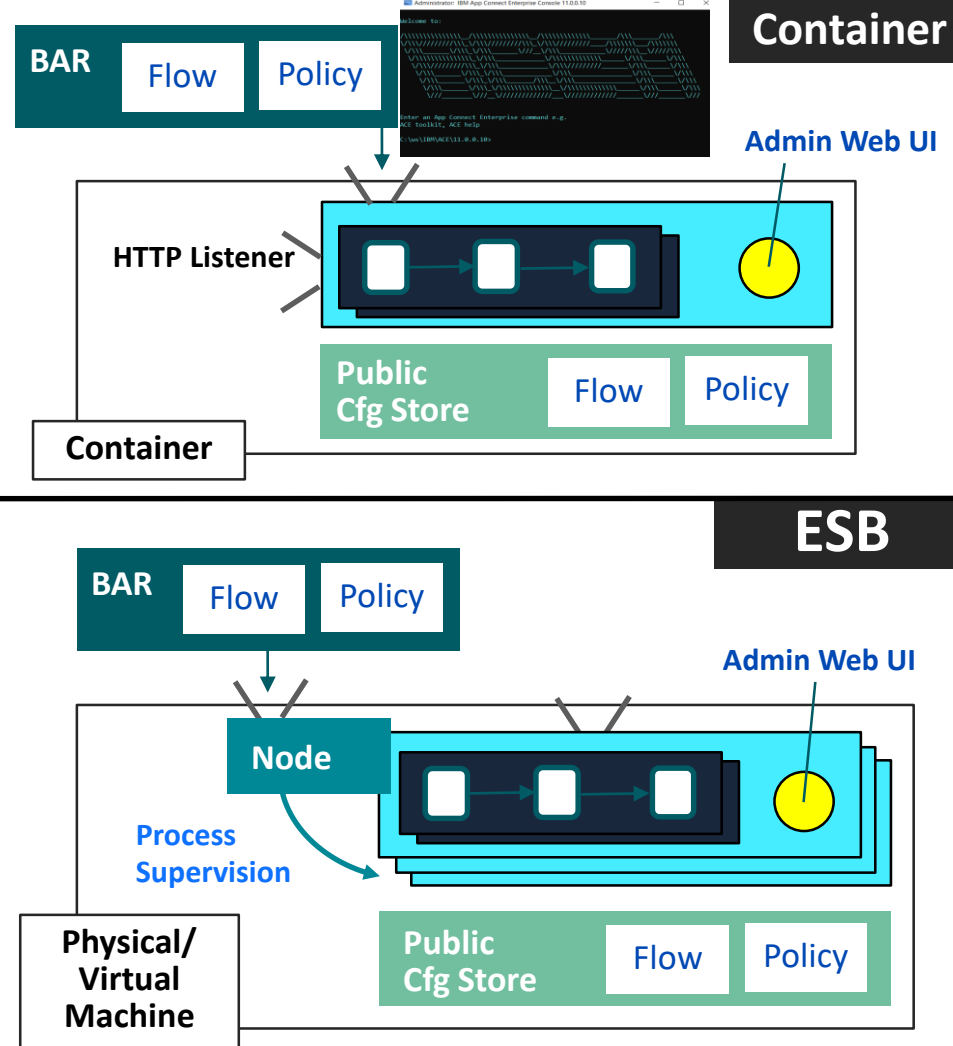 Administrator: IBM App Connect Enterprise Console 11.0.0.10
Welcome to:
Enter an App Connect Enterprise command e.g.
ACE toolkit, ACE help
Container
BAR
Flow
Policy
Admin Web UI
HTTP Listener
Public
Cfg Store
Flow
Policy
Container
ESB
BAR
Flow
Policy
Admin Web UI
Node
Process
Supervision
Public
Cfg Store
Flow
Policy
Physical/
Virtual
Machine